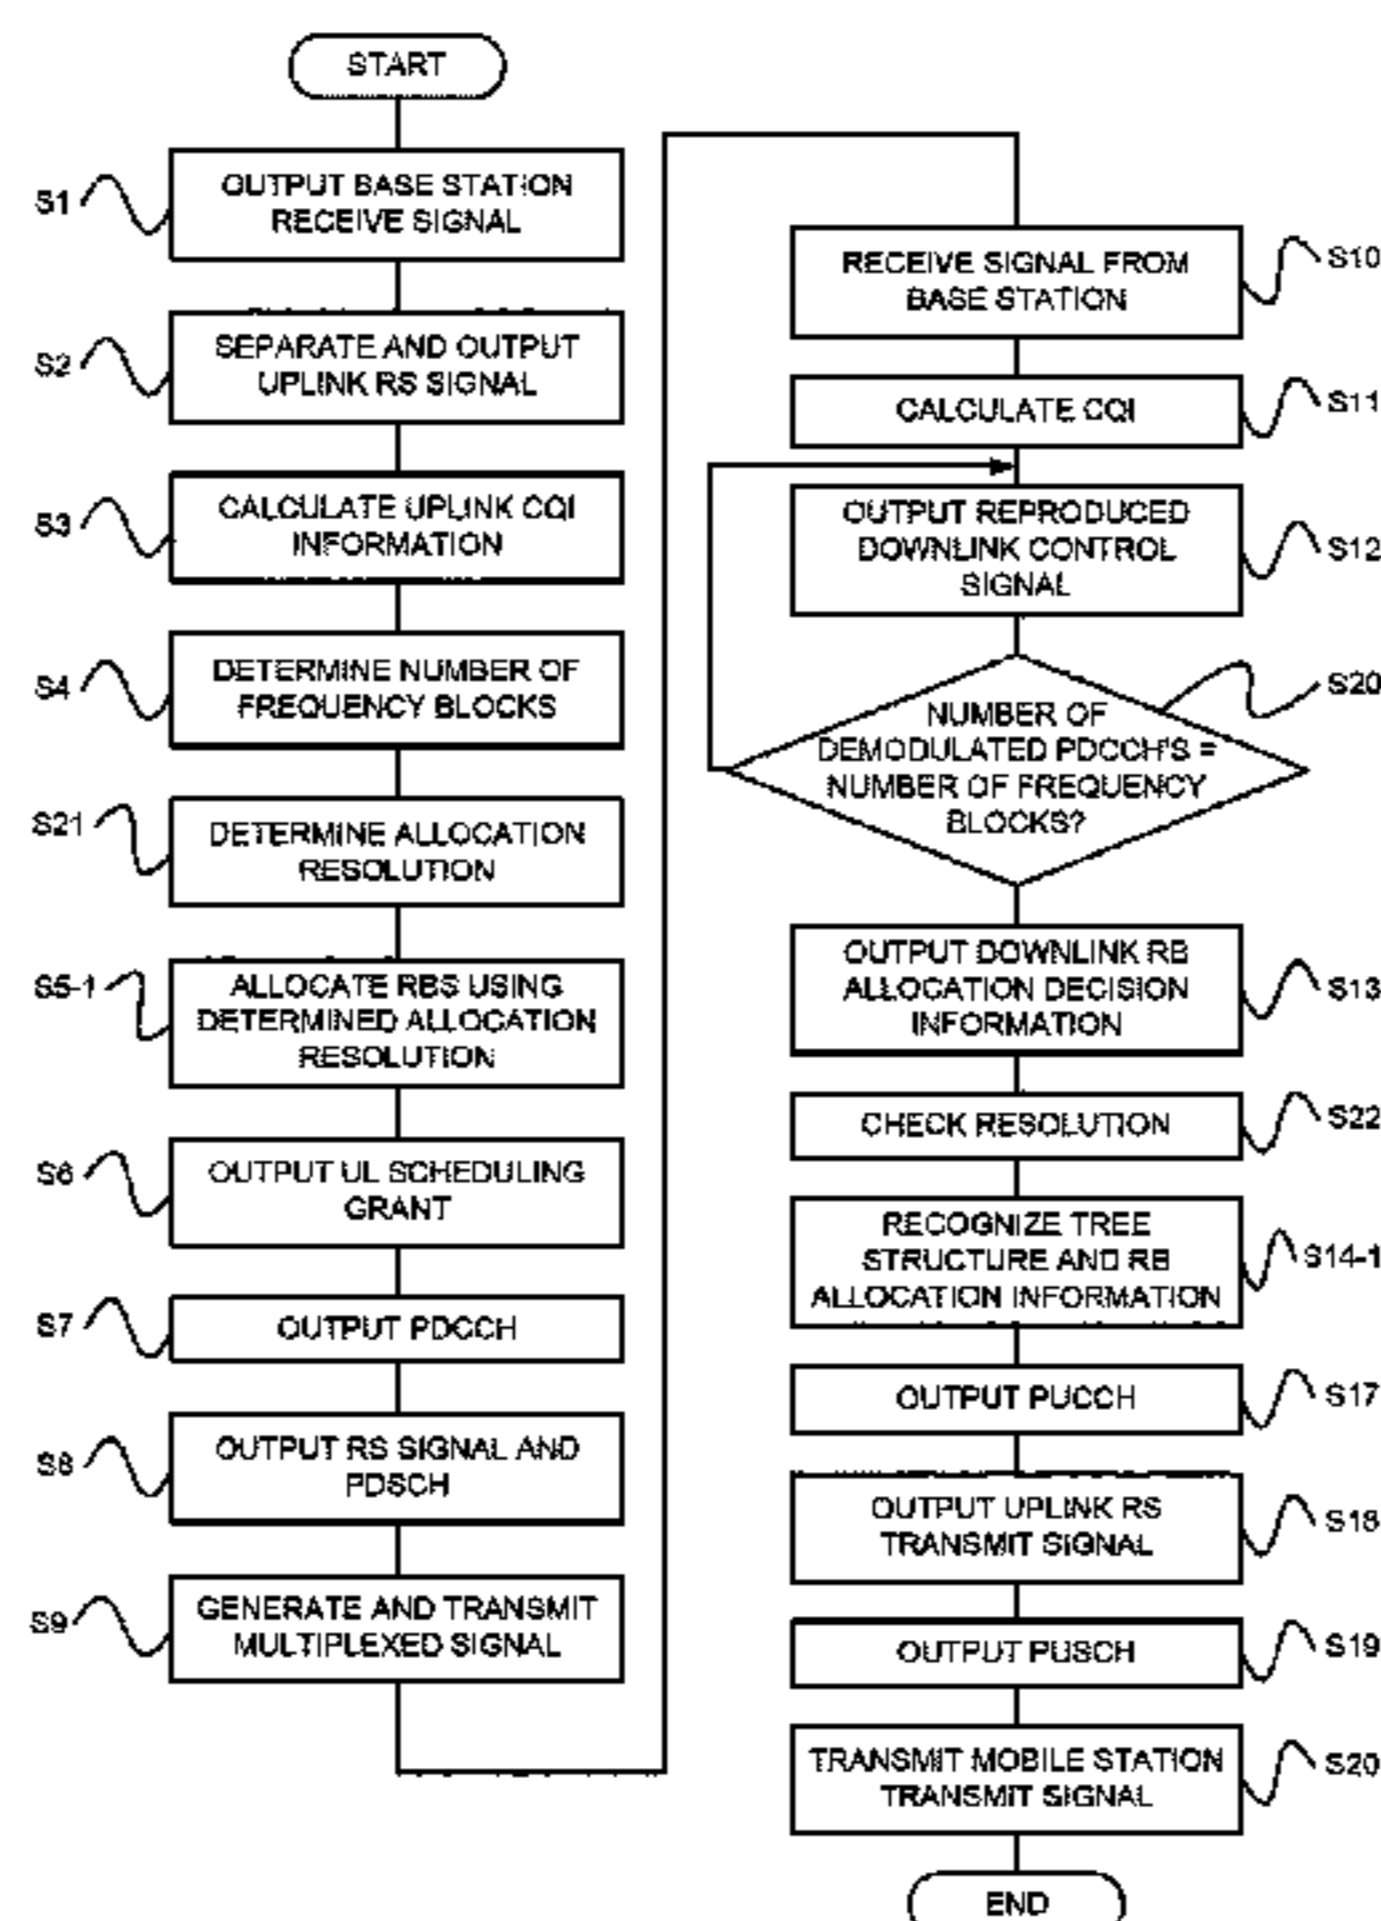 START
S1
OUTPUT BASE STATION
RECEIVE SIGNAL
S2
SEPARATE AND OUTPUT
UPLINK RS SIGNAL
S3
CALCULATE UPLINK CQI
INFORMATION
S4
DETERMINE NUMBER OF
FREQUENCY BLOCKS
S21
DETERMINE ALLOCATION
RESOLUTION
S5-1
ALLOCATE RBS USING
DETERMINED ALLOCATION
RESOLUTION
S6
OUTPUT UL SCHEDULING
GRANT
S7
OUTPUT PDCCH
S8
OUTPUT RS SIGNAL AND
PDSCH
S9
GENERATE AND TRANSMIT
MULTIPLEXED SIGNAL
RECEIVE SIGNAL FROM
BASE STATION
S10
CALCULATE CQI
S11
OUTPUT REPRODUCED
DOWNLINK CONTROL
SIGNAL
S12
NUMBER OF
DEMODULATED PDCCH'S =
NUMBER OF FREQUENCY
BLOCKS?
S20
OUTPUT DOWNLINK RB
ALLOCATION DECISION
INFORMATION
S13
CHECK RESOLUTION
S22
RECOGNIZE TREE
STRUCTURE AND RB
ALLOCATION INFORMATION
S14-1
OUTPUT PUCCH
S17
OUTPUT UPLINK RS
TRANSMIT SIGNAL
S18
OUTPUT PUSCH
S19
TRANSMIT MOBILE STATION
TRANSMIT SIGNAL
S20
END